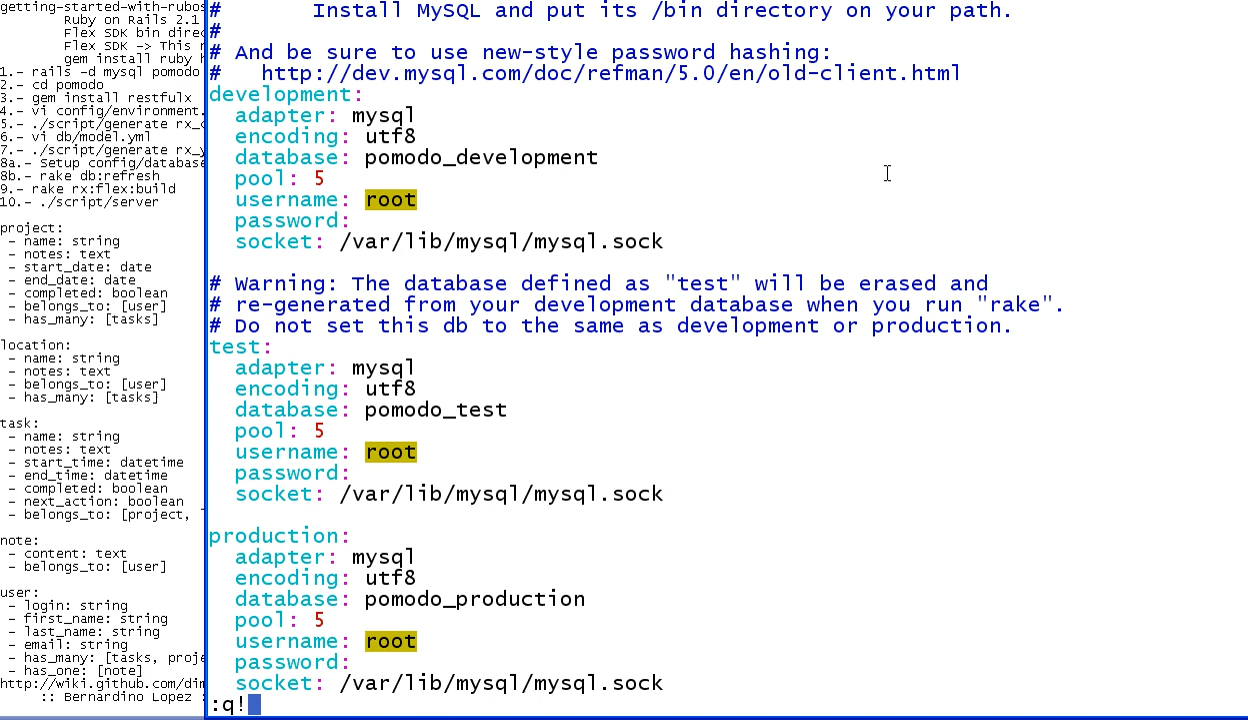 getting-started-with-rubos
Ruby on Rails 2.1
Flex SDK bin direc
Flex SDK -> This
gem install ruby
1.- rails -d mysql pomodo
2.- cd pomodo
3.- gem install restfulx
4.- vi config/environment.
5.- ./script/generate rx_
6.- vi db/model.yml
7.- ./script/generate rx_
8a.- Setup config/database
8b.- rake db:refresh
9.- rake rx:flex:build
10.- ./script/server
project:
- name: string
- notes: text
- start_date: date
- end_date: date
- completed: boolean
- belongs_to: [user]
- has_many: [tasks]
location:
- name: string
- notes: text
- belongs_to: [user]
- has_many: [tasks]
task:
- name: string
- notes: text
- start_time: datetime
- end_time: datetime
- completed: boolean
- next_action: boolean
- belongs_to: [project,
note:
- content: text
- belongs_to: [user]
user:
- login: string
- first_name: string
- last_name: string
- email: string
- has_many: [tasks, proje
- has_one: [note]
http://wiki.github.com/dim
:: Bernardino Lopez :
#       Install MySQL and put its /bin directory on your path.
#
# And be sure to use new-style password hashing:
#   http://dev.mysql.com/doc/refman/5.0/en/old-client.html
development:
  adapter: mysql
  encoding: utf8
  database: pomodo_development
  pool: 5
  username: root
  password:
  socket: /var/lib/mysql/mysql.sock
# Warning: The database defined as "test" will be erased and
# re-generated from your development database when you run "rake".
# Do not set this db to the same as development or production.
test:
  adapter: mysql
  encoding: utf8
  database: pomodo_test
  pool: 5
  username: root
  password:
  socket: /var/lib/mysql/mysql.sock
production:
  adapter: mysql
  encoding: utf8
  database: pomodo_production
  pool: 5
  username: root
  password:
  socket: /var/lib/mysql/mysql.sock
:q!